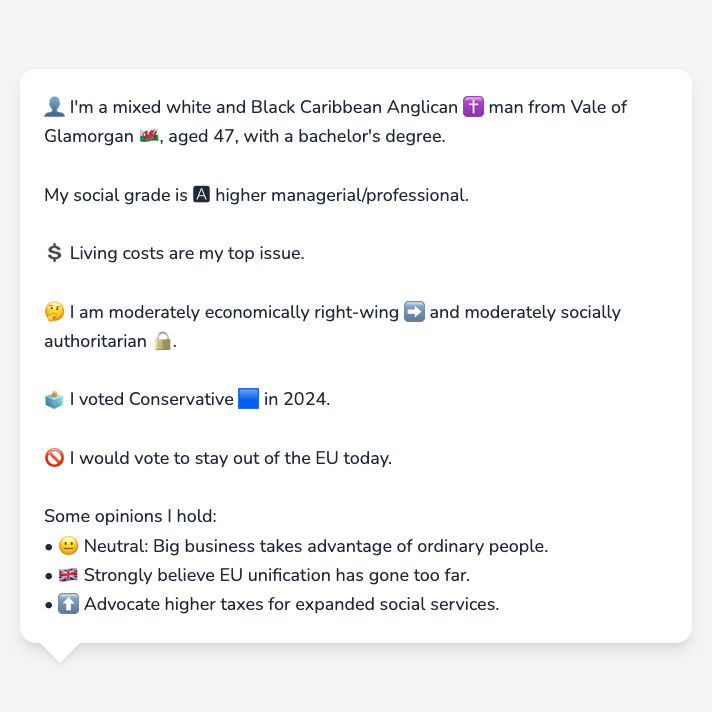 👤 I'm a mixed white and Black Caribbean Anglican ✝️ man from Vale of
Glamorgan 🏴󠁧󠁢󠁷󠁬󠁳󠁿, aged 47, with a bachelor's degree.
My social grade is 🅰 higher managerial/professional.
💲 Living costs are my top issue.
🤔 I am moderately economically right-wing ➡️ and moderately socially
authoritarian 🔒.
🗳️ I voted Conservative 🟦 in 2024.
🚫 I would vote to stay out of the EU today.
Some opinions I hold:
• 😐 Neutral: Big business takes advantage of ordinary people.
• 🇬🇧 Strongly believe EU unification has gone too far.
• ⬆️ Advocate higher taxes for expanded social services.